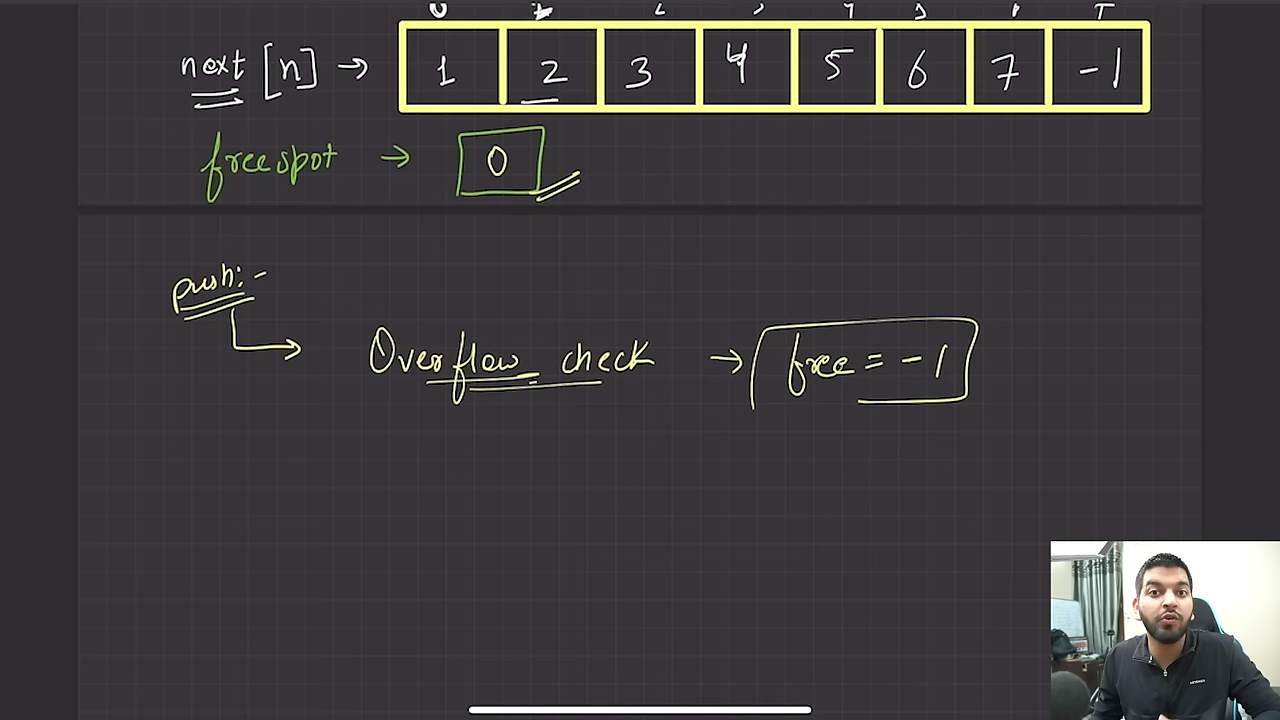 next [n] → 1 2 3 4 5 6 7 -1
freespot → 0
push:-
Overflow check → free = -1